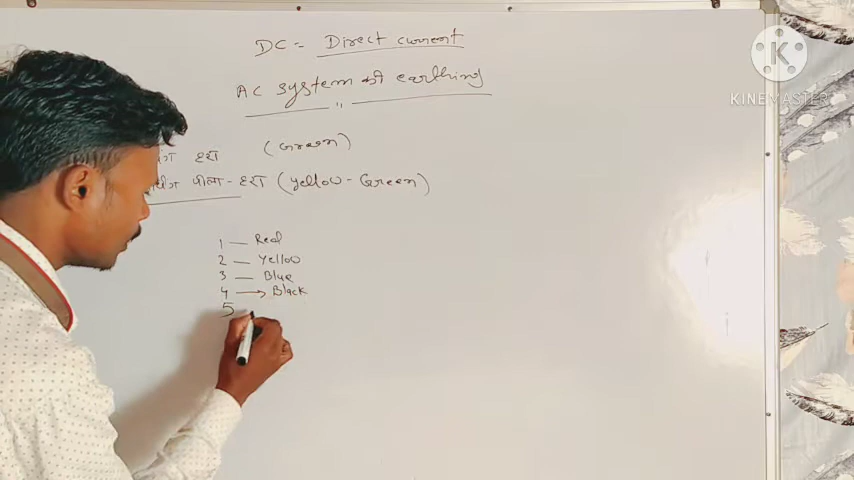 DC = Direct current
AC system की earthing
"
हरा (Green)
पीला - हरा (Yellow - Green)
1 — Red
2 — Yellow
3 — Blue
4 → Black
5
K
KINEMASTER